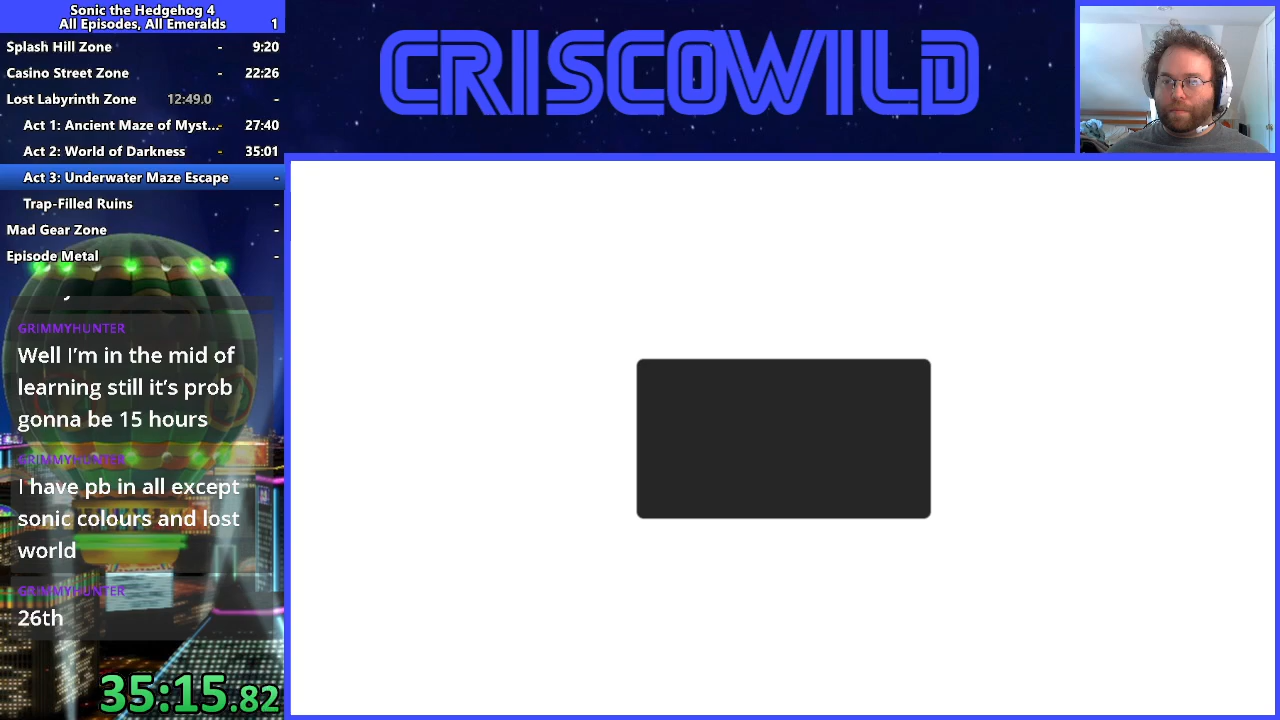 Sonic the Hedgehog 4
All Episodes, All Emeralds 1
CRISCOWILD
Splash Hill Zone - 9:20
Casino Street Zone - 22:26
Lost Labyrinth Zone 12:49.0 -
Act 1: Ancient Maze of Myst...- 27:40
Act 2: World of Darkness - 35:01
Act 3: Underwater Maze Escape -
Trap-Filled Ruins -
Mad Gear Zone -
Episode Metal -
GRIMMYHUNTER
Well I'm in the mid of
learning still it's prob
gonna be 15 hours
GRIMMYHUNTER
I have pb in all except
sonic colours and lost
world
GRIMMYHUNTER
26th
35:15.82